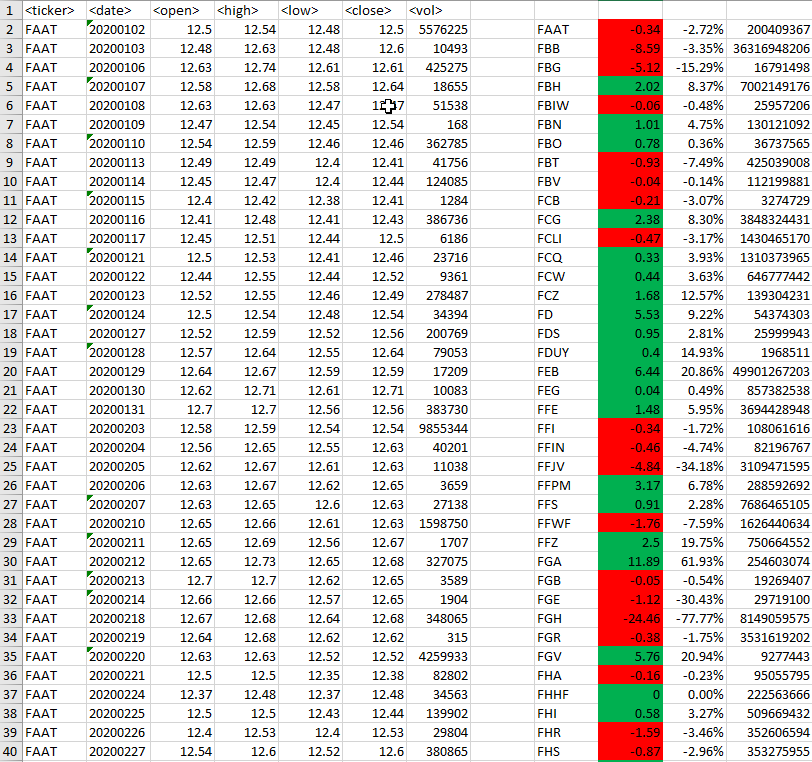 1 <ticker> <date> <open> <high> <low> <close> <vol>
2 FAAT 20200102 12.5 12.54 12.48 12.5 5576225 FAAT -0.34 -2.72% 200409367
3 FAAT 20200103 12.48 12.63 12.48 12.6 10493 FBB -8.59 -3.35% 36316948206
4 FAAT 20200106 12.63 12.74 12.61 12.61 425275 FBG -5.12 -15.29% 16791498
5 FAAT 20200107 12.58 12.68 12.58 12.64 18655 FBH 2.02 8.37% 7002149176
6 FAAT 20200108 12.63 12.63 12.47 51538 FBIW -0.06 -0.48% 25957206
7 FAAT 20200109 12.47 12.54 12.45 12.54 168 FBN 1.01 4.75% 130121092
8 FAAT 20200110 12.54 12.59 12.46 12.46 362785 FBO 0.78 0.36% 36737565
9 FAAT 20200113 12.49 12.49 12.4 12.41 41756 FBT -0.93 -7.49% 425039008
10 FAAT 20200114 12.45 12.47 12.4 12.44 124085 FBV -0.04 -0.14% 112199881
11 FAAT 20200115 12.4 12.42 12.38 12.41 1284 FCB -0.21 -3.07% 3274729
12 FAAT 20200116 12.41 12.48 12.41 12.43 386736 FCG 2.38 8.30% 3848324431
13 FAAT 20200117 12.45 12.51 12.44 12.5 6186 FCLI -0.47 -3.17% 1430465170
14 FAAT 20200121 12.5 12.53 12.41 12.46 23716 FCQ 0.33 3.93% 1310373965
15 FAAT 20200122 12.44 12.55 12.44 12.52 9361 FCW 0.44 3.63% 646777442
16 FAAT 20200123 12.52 12.55 12.46 12.49 278487 FCZ 1.68 12.57% 139304231
17 FAAT 20200124 12.5 12.54 12.48 12.54 34394 FD 5.53 9.22% 54374303
18 FAAT 20200127 12.52 12.59 12.52 12.56 200769 FDS 0.95 2.81% 25999943
19 FAAT 20200128 12.57 12.64 12.55 12.64 79053 FDUY 0.4 14.93% 1968511
20 FAAT 20200129 12.64 12.67 12.59 12.59 17209 FEB 6.44 20.86% 49901267203
21 FAAT 20200130 12.62 12.71 12.61 12.71 10083 FEG 0.04 0.49% 857382538
22 FAAT 20200131 12.7 12.7 12.56 12.56 383730 FFE 1.48 5.95% 3694428948
23 FAAT 20200203 12.58 12.59 12.54 12.54 9855344 FFI -0.34 -1.72% 108061616
24 FAAT 20200204 12.56 12.65 12.55 12.63 40201 FFIN -0.46 -4.74% 82196767
25 FAAT 20200205 12.62 12.67 12.61 12.63 11038 FFJV -4.84 -34.18% 3109471595
26 FAAT 20200206 12.63 12.67 12.62 12.65 3659 FFPM 3.17 6.78% 288592692
27 FAAT 20200207 12.63 12.65 12.6 12.63 27138 FFS 0.91 2.28% 7686465105
28 FAAT 20200210 12.65 12.66 12.61 12.63 1598750 FFWF -1.76 -7.59% 1626440634
29 FAAT 20200211 12.65 12.69 12.56 12.67 1707 FFZ 2.5 19.75% 750664552
30 FAAT 20200212 12.65 12.73 12.65 12.68 327075 FGA 11.89 61.93% 254603074
31 FAAT 20200213 12.7 12.7 12.62 12.65 3589 FGB -0.05 -0.54% 19269407
32 FAAT 20200214 12.66 12.66 12.57 12.65 1904 FGE -1.12 -30.43% 29719100
33 FAAT 20200218 12.67 12.68 12.64 12.68 348065 FGH -24.46 -77.77% 8149059575
34 FAAT 20200219 12.64 12.68 12.62 12.62 315 FGR -0.38 -1.75% 3531619202
35 FAAT 20200220 12.63 12.63 12.52 12.52 4259933 FGV 5.76 20.94% 9277443
36 FAAT 20200221 12.5 12.5 12.35 12.38 82802 FHA -0.16 -0.23% 95055795
37 FAAT 20200224 12.37 12.48 12.37 12.48 34563 FHHF 0 0.00% 222563666
38 FAAT 20200225 12.5 12.5 12.43 12.44 139902 FHI 0.58 3.27% 509669432
39 FAAT 20200226 12.4 12.53 12.4 12.53 29804 FHR -1.59 -3.46% 352606594
40 FAAT 20200227 12.54 12.6 12.52 12.6 380865 FHS -0.87 -2.96% 353275955